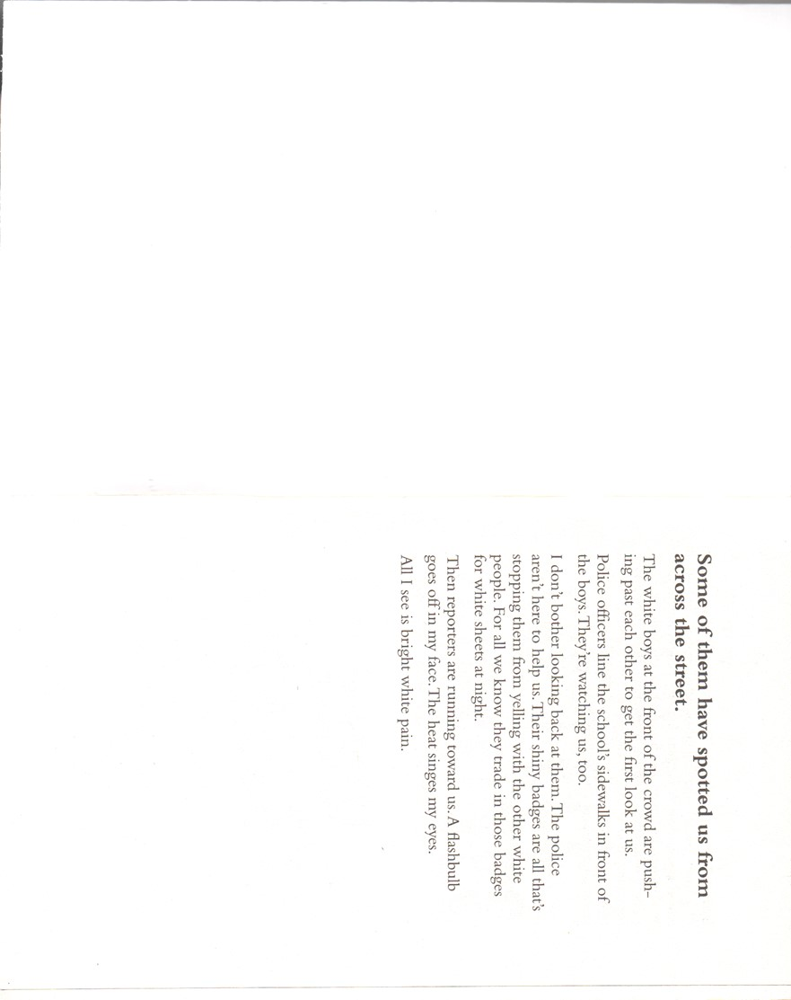 Some of them have spotted us from
across the street.
The white boys at the front of the crowd are push-
ing past each other to get the first look at us.
Police officers line the school's sidewalks in front of
the boys. They're watching us, too.
I don't bother looking back at them. The police
aren't here to help us. Their shiny badges are all that's
stopping them from yelling with the other white
people. For all we know they trade in those badges
for white sheets at night.
Then reporters are running toward us. A flashbulb
goes off in my face. The heat singes my eyes.
All I see is bright white pain.